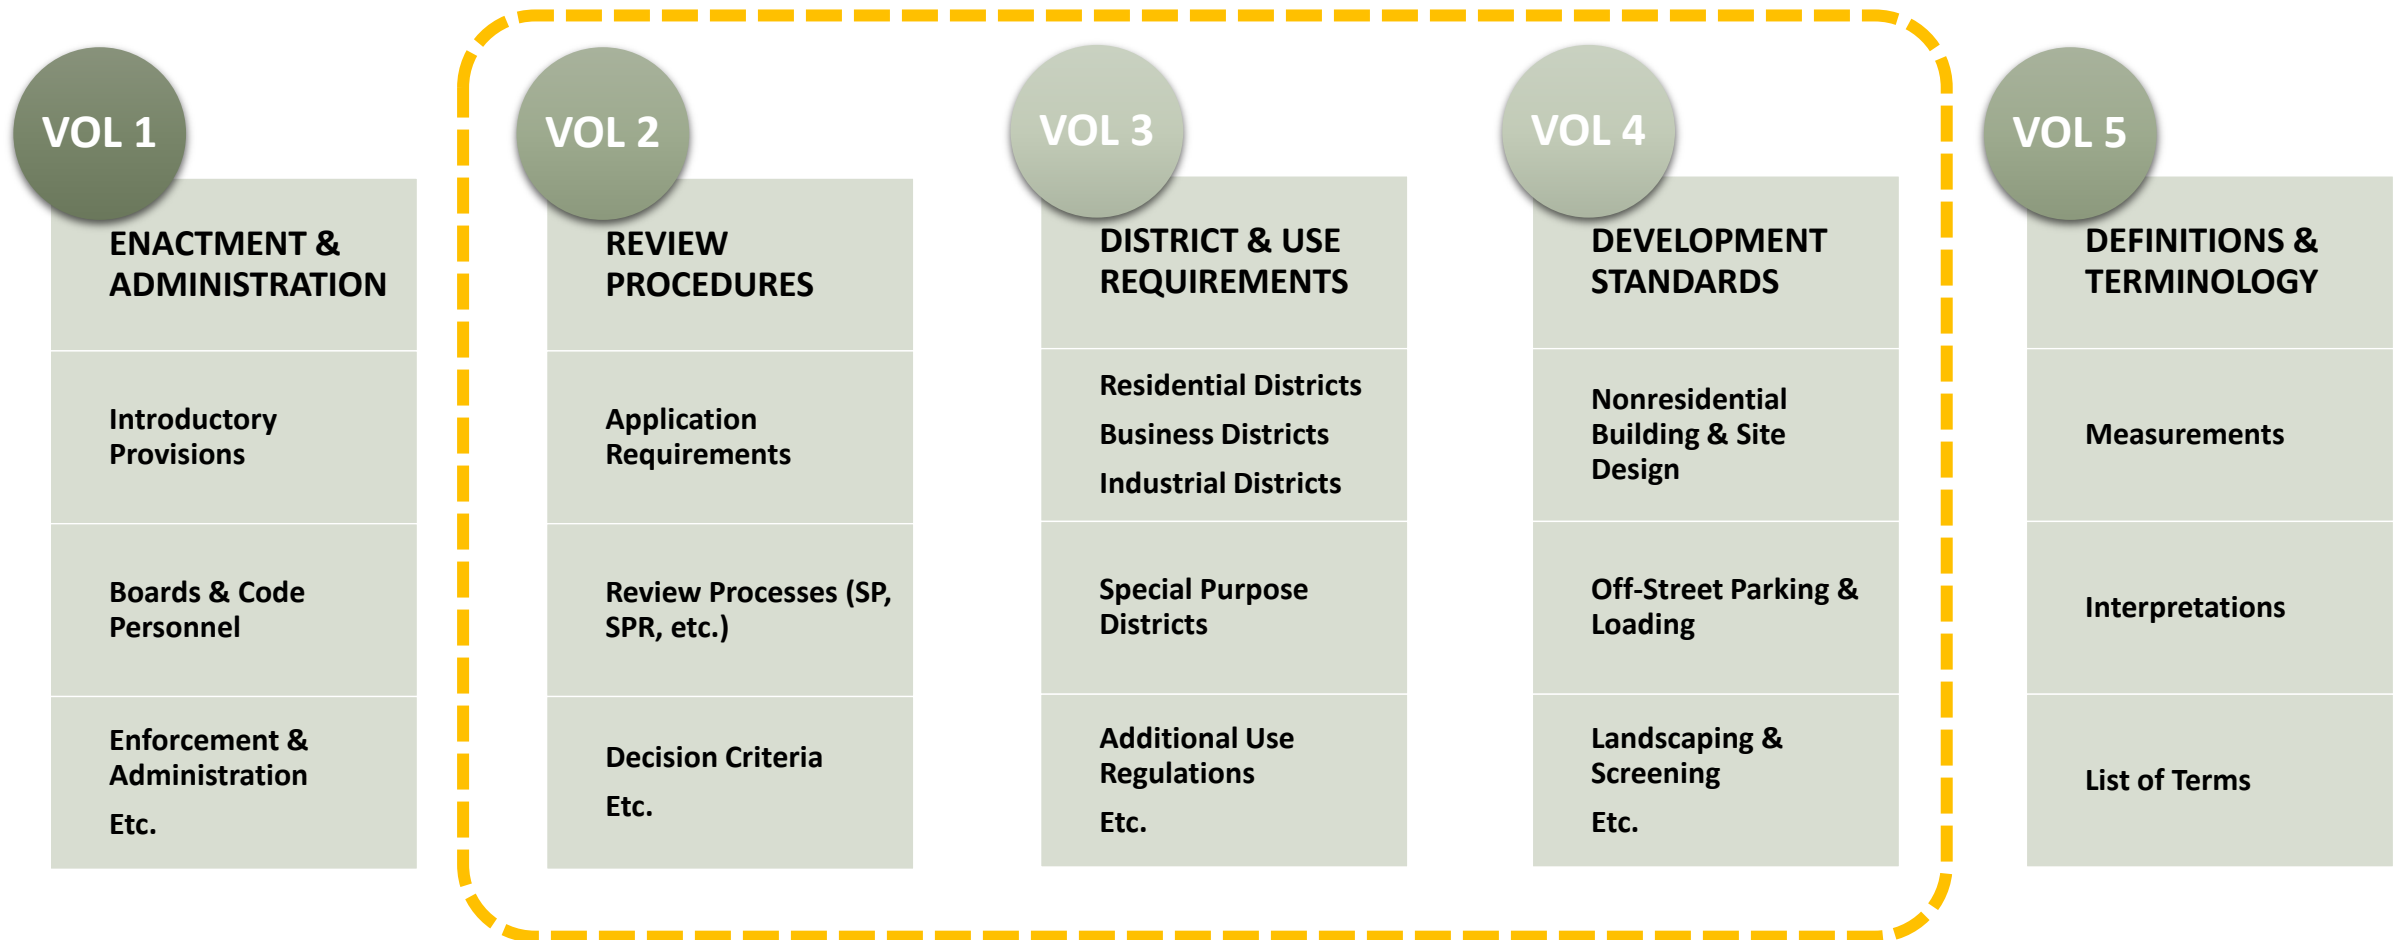 VOL 1
ENACTMENT &
ADMINISTRATION
Introductory
Provisions
Boards & Code
Personnel
Enforcement &
Administration
Etc.
VOL 2
REVIEW
PROCEDURES
Application
Requirements
Review Processes (SP,
SPR, etc.)
Decision Criteria
Etc.
VOL 3
DISTRICT & USE
REQUIREMENTS
Residential Districts
Business Districts
Industrial Districts
Special Purpose
Districts
Additional Use
Regulations
Etc.
VOL 4
DEVELOPMENT
STANDARDS
Nonresidential
Building & Site
Design
Off-Street Parking &
Loading
Landscaping &
Screening
Etc.
VOL 5
DEFINITIONS &
TERMINOLOGY
Measurements
Interpretations
List of Terms